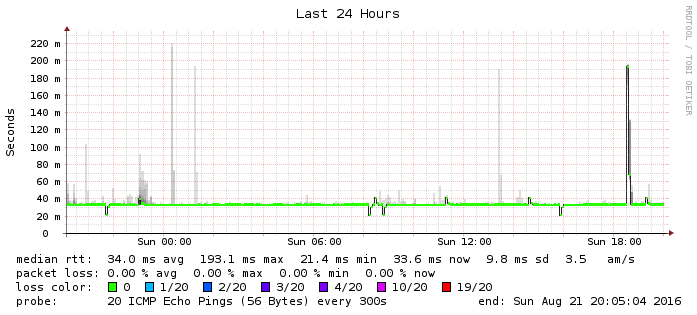 Last 24 Hours
RRDTOOL / TOBI OETIKER
Seconds
220 m
200 m
180 m
160 m
140 m
120 m
100 m
80 m
60 m
40 m
20 m
0
Sun 00:00 Sun 06:00 Sun 12:00 Sun 18:00
median rtt: 34.0 ms avg 193.1 ms max 21.4 ms min 33.6 ms now 9.8 ms sd 3.5 am/s
packet loss: 0.00 % avg 0.00 % max 0.00 % min 0.00 % now
loss color: 0 1/20 2/20 3/20 4/20 10/20 19/20
probe: 20 ICMP Echo Pings (56 Bytes) every 300s end: Sun Aug 21 20:05:04 2016